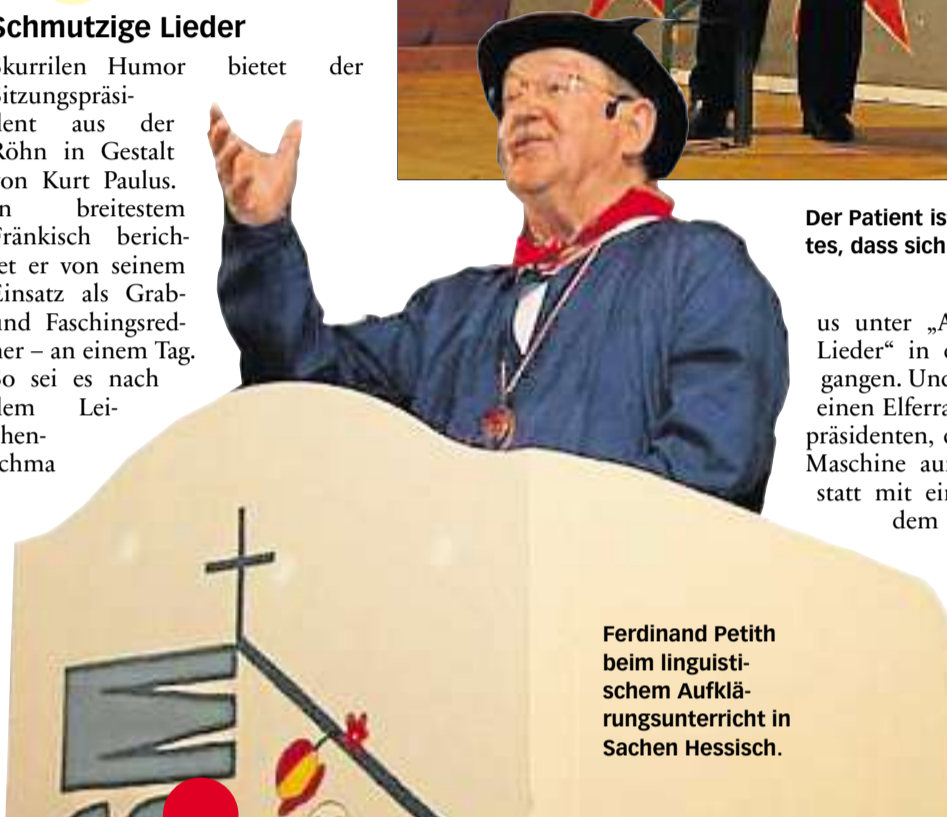 Schmutzige Lieder
Skurrilen Humor bietet der
Sitzungspräsi-
dent aus der
Röhn in Gestalt
von Kurt Paulus.
In breitestem
Fränkisch berich-
tet er von seinem
Einsatz als Grab-
und Faschingsred-
ner – an einem Tag.
So sei es nach
dem Lei-
chen-
schma
Der Patient is
tes, dass sich
us unter „A
Lieder“ in
gangen. Und
einen Elferra
präsidenten,
Maschine au
statt mit ei
dem
Ferdinand Petith
beim linguisti-
schem Aufklä-
rungsunterricht in
Sachen Hessisch.